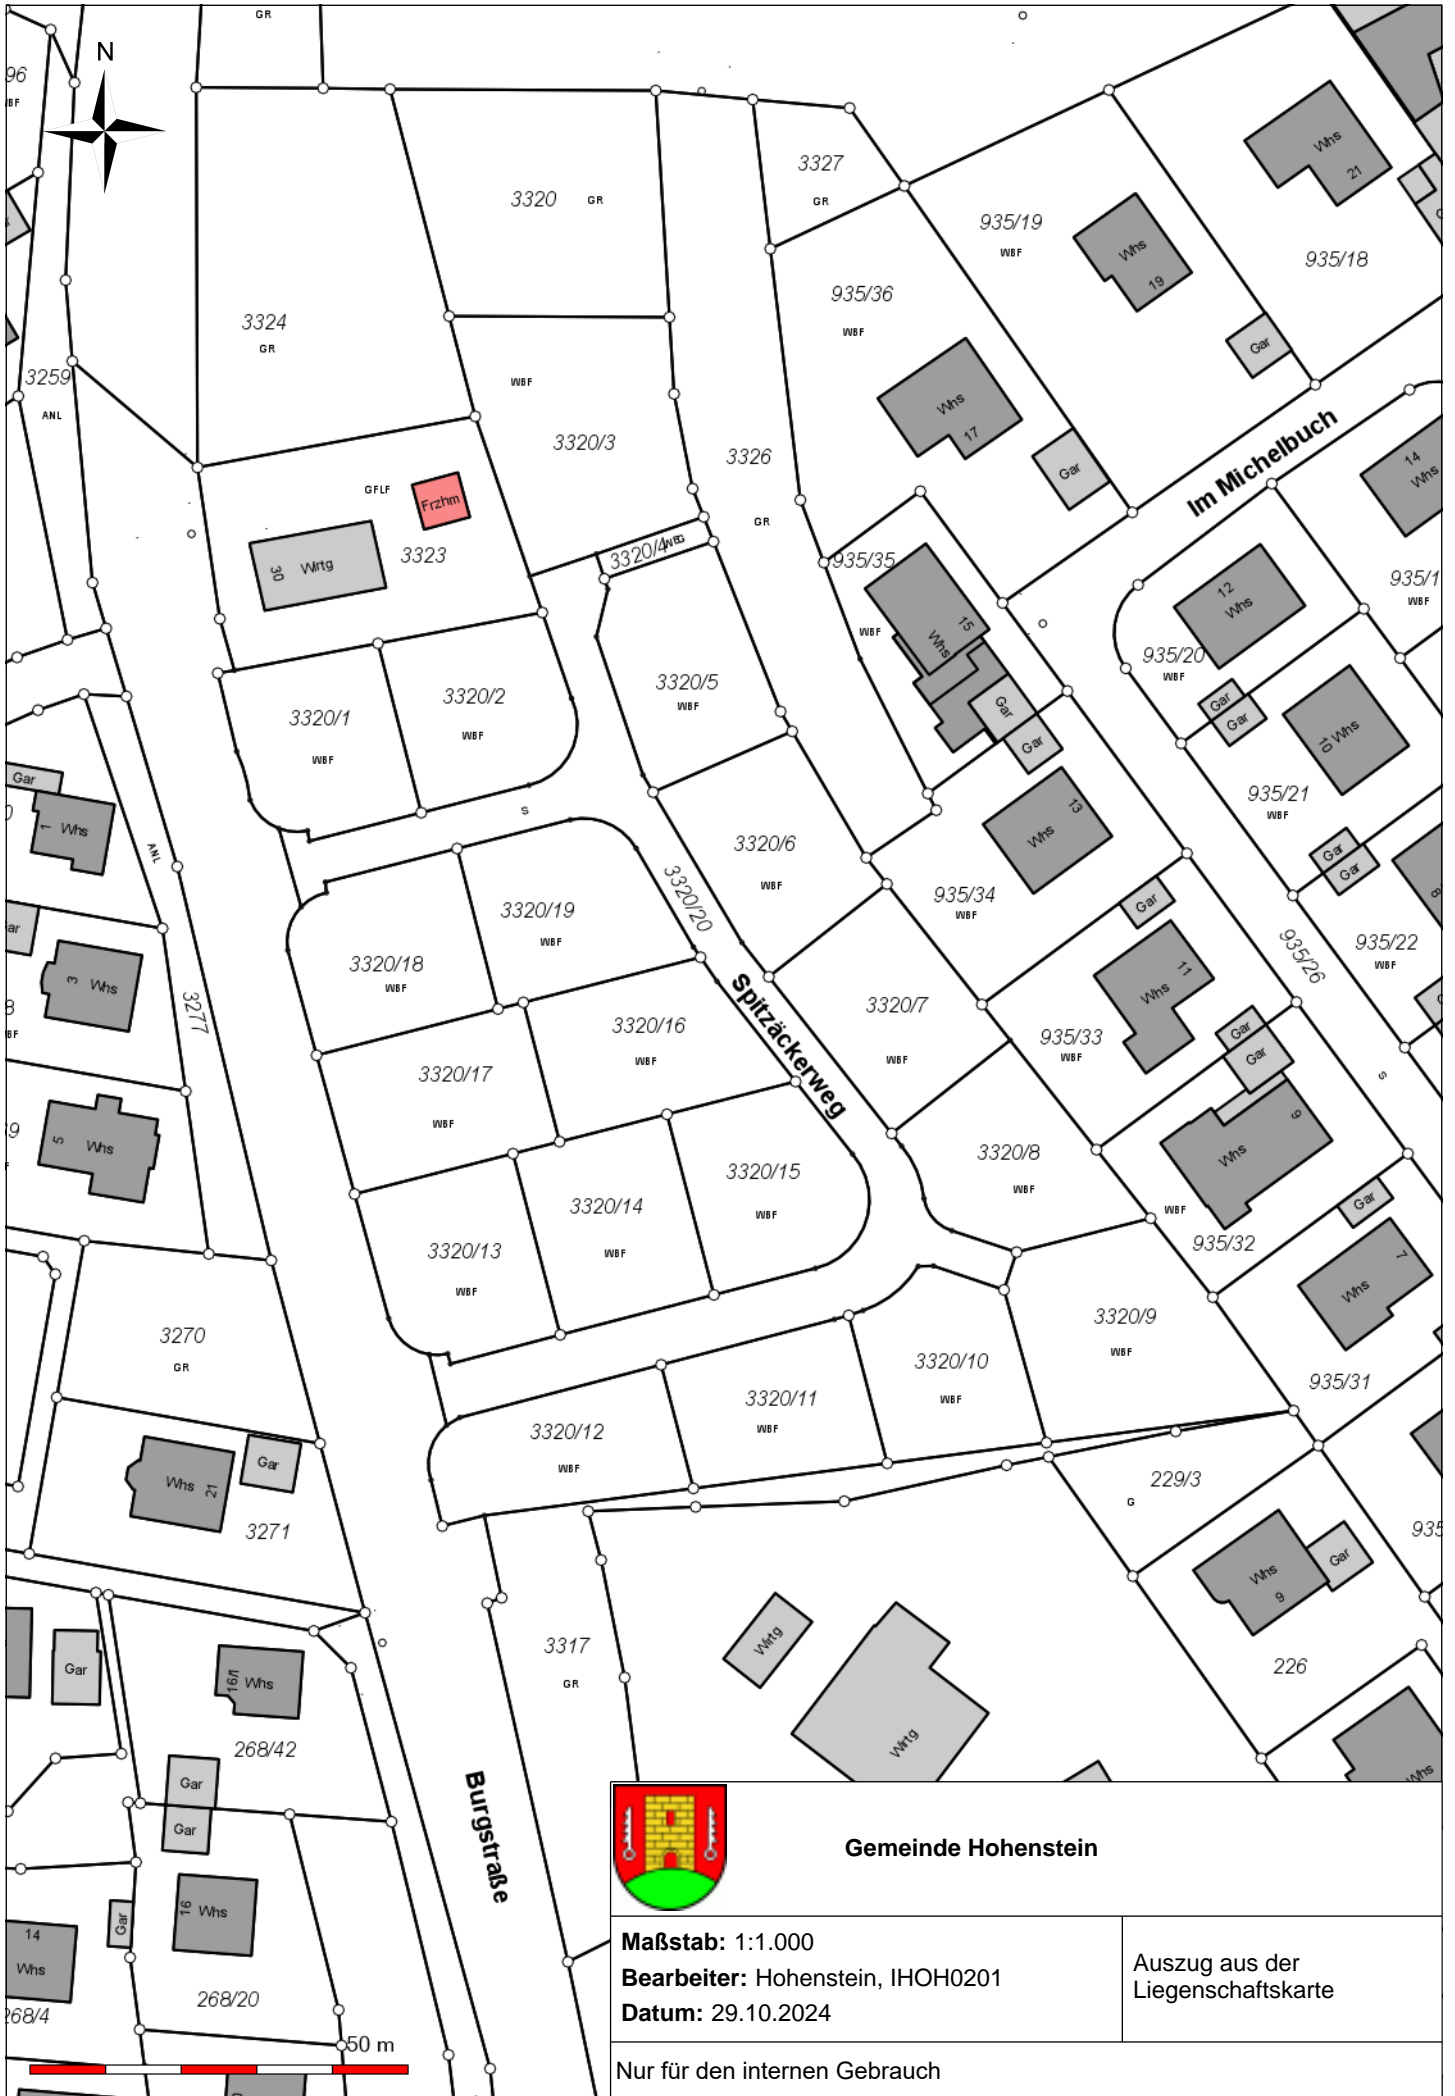 GR
N
96
WBF
3320 GR
3327
GR
935/19
WBF
Whs
19
Whs
21
935/18
935/36
WBF
3324
GR
3259
ANL
WBF
3320/3
Whs
17
Gar
Gar
3326
GR
Im Michelbuch
14
Whs
GFLF
Frzhm
3323
30 Wirtg
3320/4
WEG
935/35
WBF
Whs
15
12
Whs
935/1
WBF
935/20
WBF
3320/5
WBF
3320/2
WBF
3320/1
WBF
Gar
Gar
Gar
Gar
10 Whs
935/21
WBF
Gar
1 Whs
ANL
S
3320/6
WBF
Whs
13
Gar
Gar
8
3320/20
935/34
WBF
Gar
3320/19
WBF
3320/18
WBF
935/26
935/22
WBF
3 Whs
3277
Spitzäckerweg
3320/7
WBF
Whs
11
3320/16
WBF
935/33
WBF
Gar
Gar
3320/17
WBF
S
5 Whs
3320/8
WBF
Whs
9
3320/15
WBF
3320/14
WBF
WBF
935/32
Gar
3320/13
WBF
Whs
7
3270
GR
3320/9
WBF
3320/10
WBF
935/31
3320/11
WBF
3320/12
WBF
Whs 21
Gar
3271
229/3
G
935
Whs
9
Gar
3317
GR
Wirtg
226
Gar
16/1 Whs
268/42
Wirtg
Whs
Gar
Gar
Burgstraße
16 Whs
Gar
14
Whs
268/20
268/4
50 m
Gemeinde Hohenstein
Maßstab: 1:1.000
Bearbeiter: Hohenstein, IHOH0201
Datum: 29.10.2024
Auszug aus der
Liegenschaftskarte
Nur für den internen Gebrauch